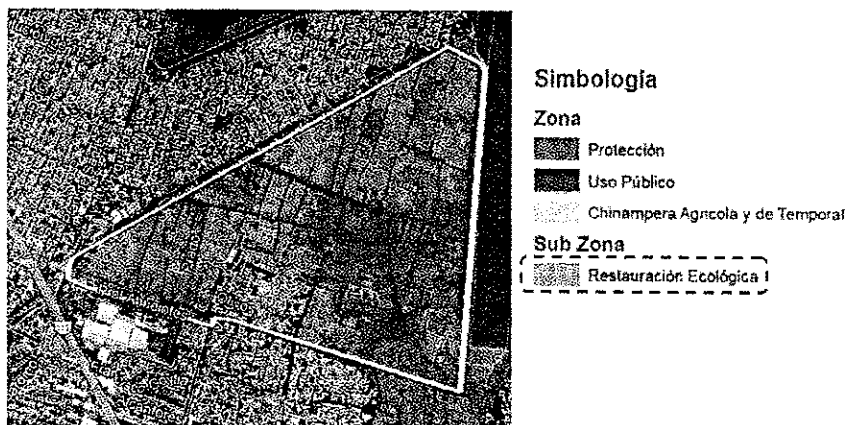 Simbología
Zona
Protección
Uso Público
Chinampera Agrícola y de Temporal
Sub Zona
Restauración Ecológica